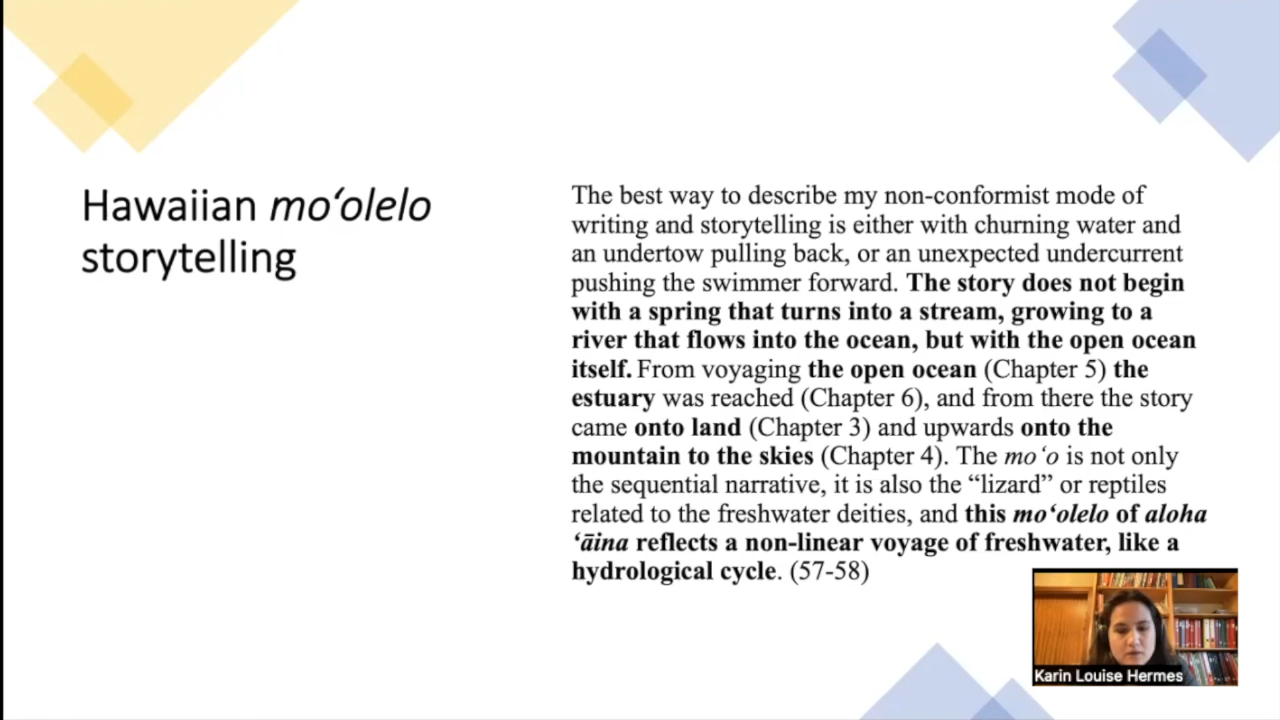 Hawaiian moʻolelo
storytelling
The best way to describe my non-conformist mode of
writing and storytelling is either with churning water and
an undertow pulling back, or an unexpected undercurrent
pushing the swimmer forward. The story does not begin
with a spring that turns into a stream, growing to a
river that flows into the ocean, but with the open ocean
itself. From voyaging the open ocean (Chapter 5) the
estuary was reached (Chapter 6), and from there the story
came onto land (Chapter 3) and upwards onto the
mountain to the skies (Chapter 4). The moʻo is not only
the sequential narrative, it is also the “lizard” or reptiles
related to the freshwater deities, and this moʻolelo of aloha
ʻāina reflects a non-linear voyage of freshwater, like a
hydrological cycle. (57-58)
Karin Louise Hermes